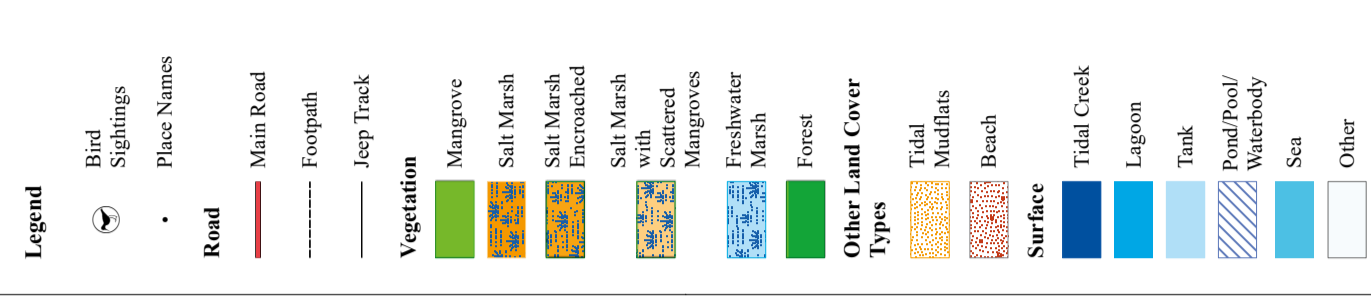 Legend
Bird
Sightings
Place Names
Road
Main Road
Footpath
Jeep Track
Vegetation
Mangrove
Salt Marsh
Salt Marsh
Encroached
Salt Marsh
with
Scattered
Mangroves
Freshwater
Marsh
Forest
Other Land Cover
Types
Tidal
Mudflats
Beach
Surface
Tidal Creek
Lagoon
Tank
Pond/Pool/
Waterbody
Sea
Other